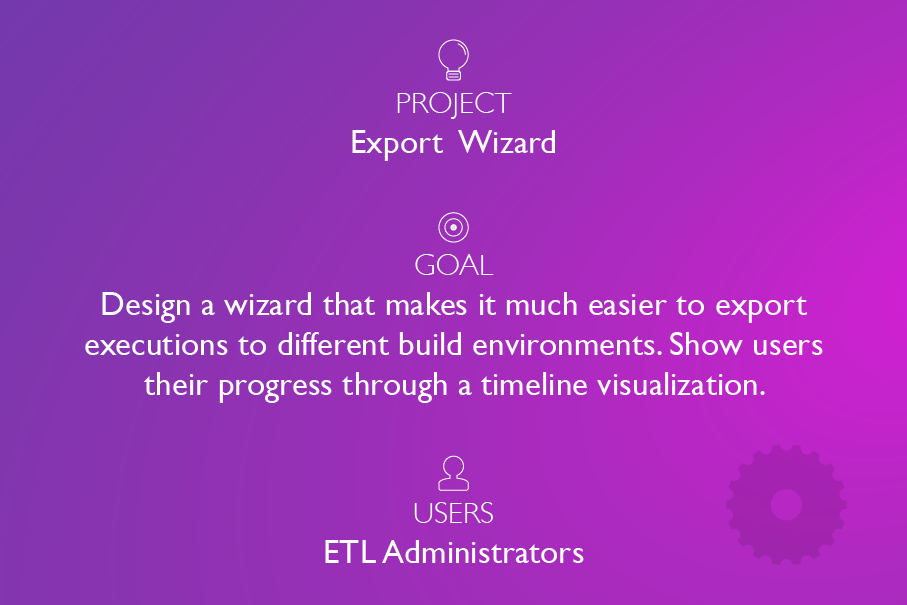 PROJECT
Export Wizard
GOAL
Design a wizard that makes it much easier to export
executions to different build environments. Show users
their progress through a timeline visualization.
USERS
ETL Administrators